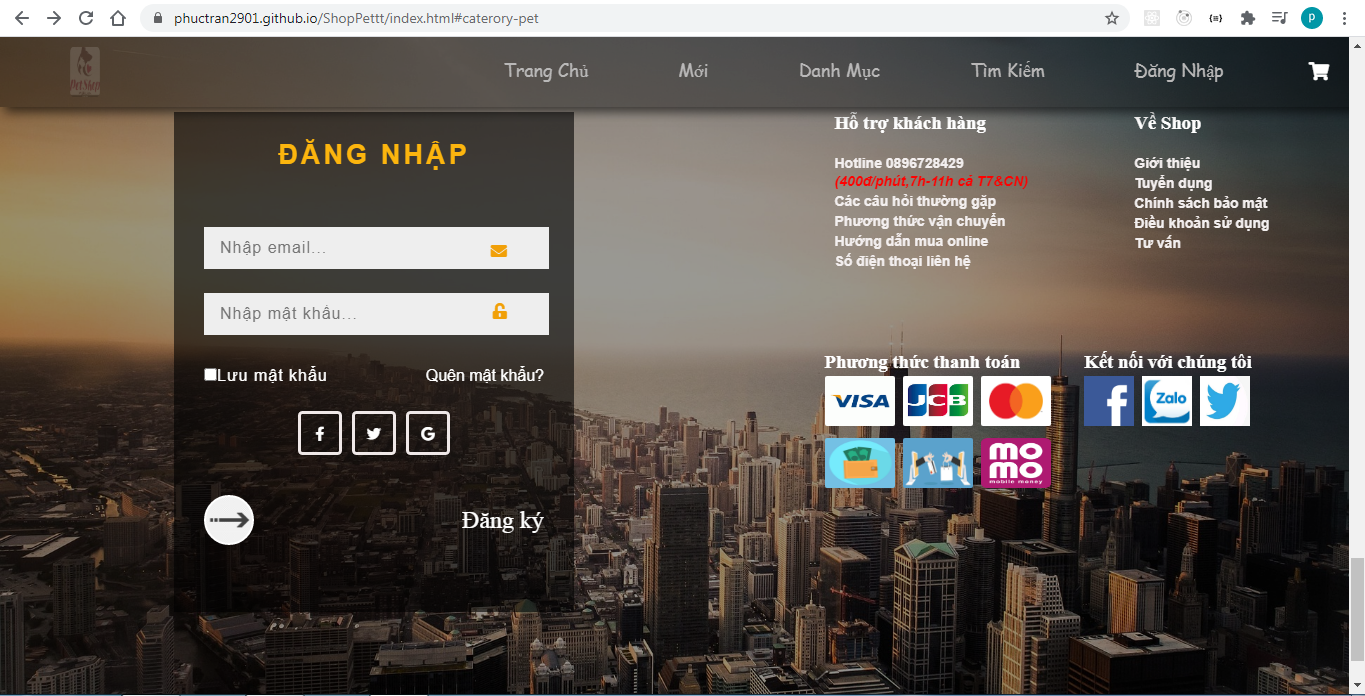 phuctran2901.github.io/ShopPettt/index.html#caterory-pet
P
PetShop
Trang Chủ
Mới
Danh Mục
Tìm Kiếm
Đăng Nhập
ĐĂNG NHẬP
Nhập email...
Nhập mật khẩu...
Lưu mật khẩu
Quên mật khẩu?
f
G
Đăng ký
Hỗ trợ khách hàng
Hotline 0896728429
(400đ/phút,7h-11h cả T7&CN)
Các câu hỏi thường gặp
Phương thức vận chuyển
Hướng dẫn mua online
Số điện thoại liên hệ
Về Shop
Giới thiệu
Tuyển dụng
Chính sách bảo mật
Điều khoản sử dụng
Tư vấn
Phương thức thanh toán
VISA
JCB
mo
mo
mobile money
Kết nối với chúng tôi
f
Zalo